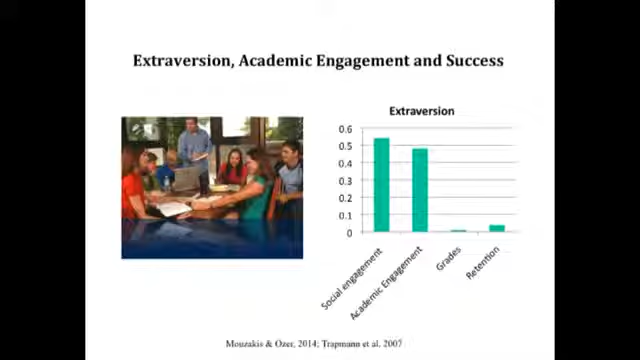 Extraversion, Academic Engagement and Success
Extraversion
0.6
0.5
0.4
0.3
0.2
0.1
0
Social engagement
Academic Engagement
Grades
Retention
Mouzakis & Ozer, 2014; Trapmann et al. 2007